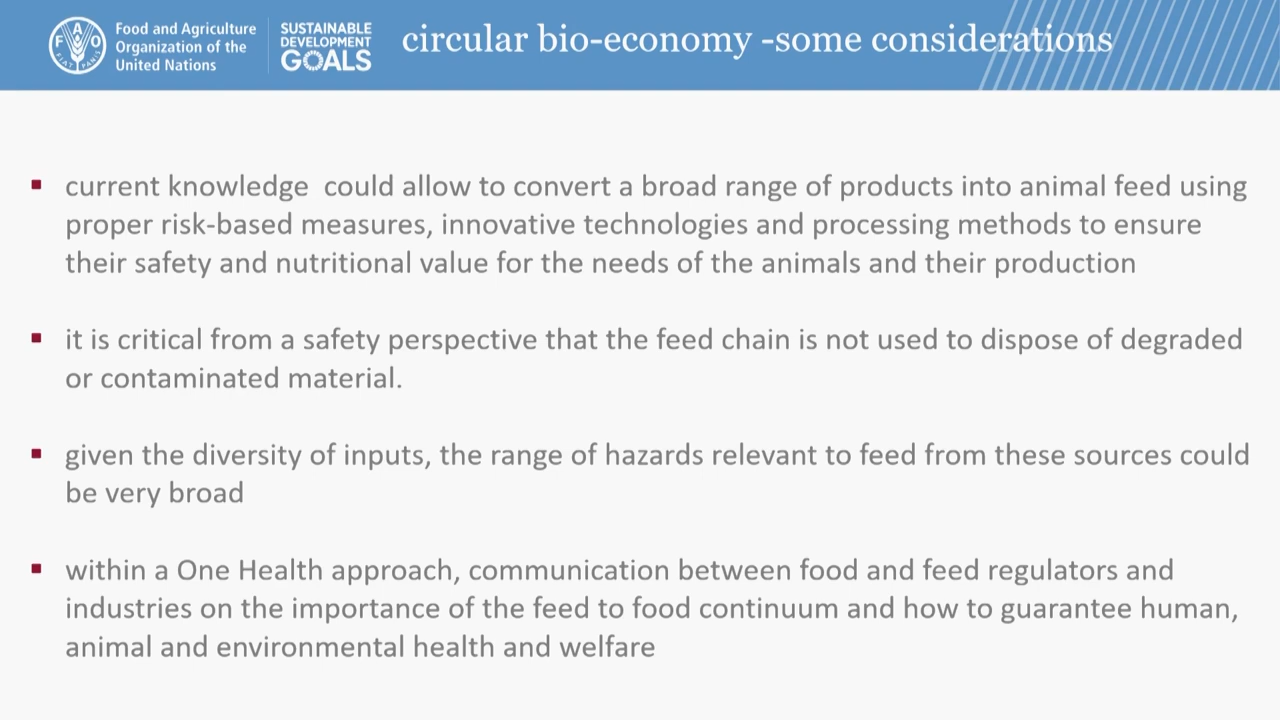 Food and Agriculture
Organization of the
United Nations
F A O
FIAT PANIS
SUSTAINABLE
DEVELOPMENT
GOALS
circular bio-economy -some considerations
current knowledge  could allow to convert a broad range of products into animal feed using
proper risk-based measures, innovative technologies and processing methods to ensure
their safety and nutritional value for the needs of the animals and their production
it is critical from a safety perspective that the feed chain is not used to dispose of degraded
or contaminated material.
given the diversity of inputs, the range of hazards relevant to feed from these sources could
be very broad
within a One Health approach, communication between food and feed regulators and
industries on the importance of the feed to food continuum and how to guarantee human,
animal and environmental health and welfare